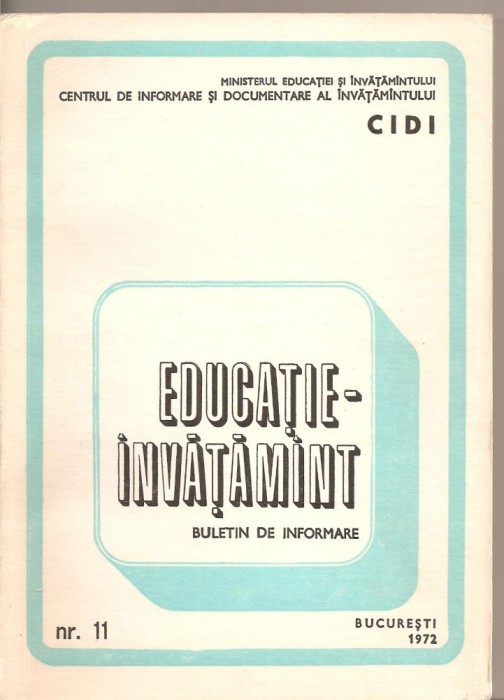 MINISTERUL EDUCAȚIEI ȘI ÎNVĂȚĂMÎNTULUI
CENTRUL DE INFORMARE ȘI DOCUMENTARE AL ÎNVĂȚĂMÎNTULUI
CIDI
EDUCAȚIE-
ÎNVĂȚĂMÎNT
BULETIN DE INFORMARE
nr. 11
BUCUREȘTI
1972